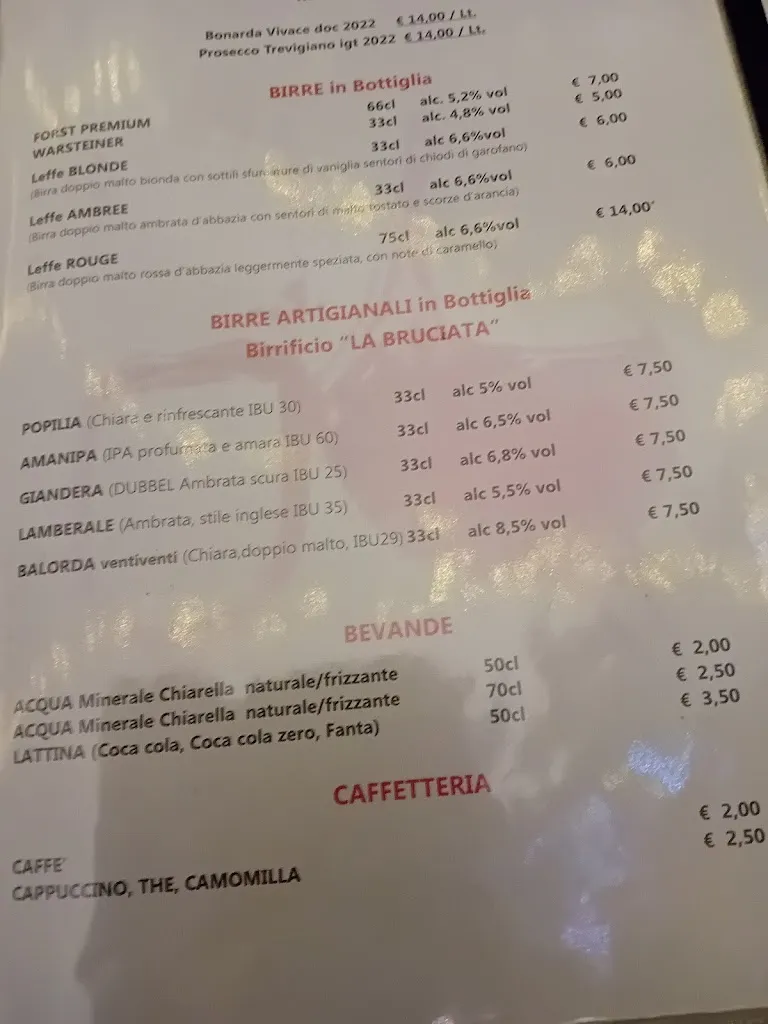 Bonarda Vivace doc 2022 € 14,00 / Lt.
Prosecco Trevigiano igt 2022 € 14,00 / Lt.
BIRRE in Bottiglia
FORST PREMIUM 66cl alc. 5,2% vol € 7,00
WARSTEINER 33cl alc. 4,8% vol € 5,00
Leffe BLONDE 33cl alc 6,6%vol € 6,00
(Birra doppio malto bionda con sottili sfumature di vaniglia sentori di chiodi di garofano)
Leffe AMBREE 33cl alc 6,6%vol € 6,00
(Birra doppio malto ambrata d'abbazia con sentori di malto tostato e scorze d'arancia)
Leffe ROUGE 75cl alc 6,6%vol € 14,00'
(Birra doppio malto rossa d'abbazia leggermente speziata, con note di caramello)
BIRRE ARTIGIANALI in Bottiglia
Birrificio "LA BRUCIATA"
POPILIA (Chiara e rinfrescante IBU 30) 33cl alc 5% vol € 7,50
AMANIPA (IPA profumata e amara IBU 60) 33cl alc 6,5% vol € 7,50
GIANDERA (DUBBEL Ambrata scura IBU 25) 33cl alc 6,8% vol € 7,50
LAMBERALE (Ambrata, stile inglese IBU 35) 33cl alc 5,5% vol € 7,50
BALORDA ventiventi (Chiara,doppio malto, IBU29) 33cl alc 8,5% vol € 7,50
BEVANDE
ACQUA Minerale Chiarella naturale/frizzante 50cl € 2,00
ACQUA Minerale Chiarella naturale/frizzante 70cl € 2,50
LATTINA (Coca cola, Coca cola zero, Fanta) 50cl € 3,50
CAFFETTERIA
CAFFE' € 2,00
CAPPUCCINO, THE, CAMOMILLA € 2,50